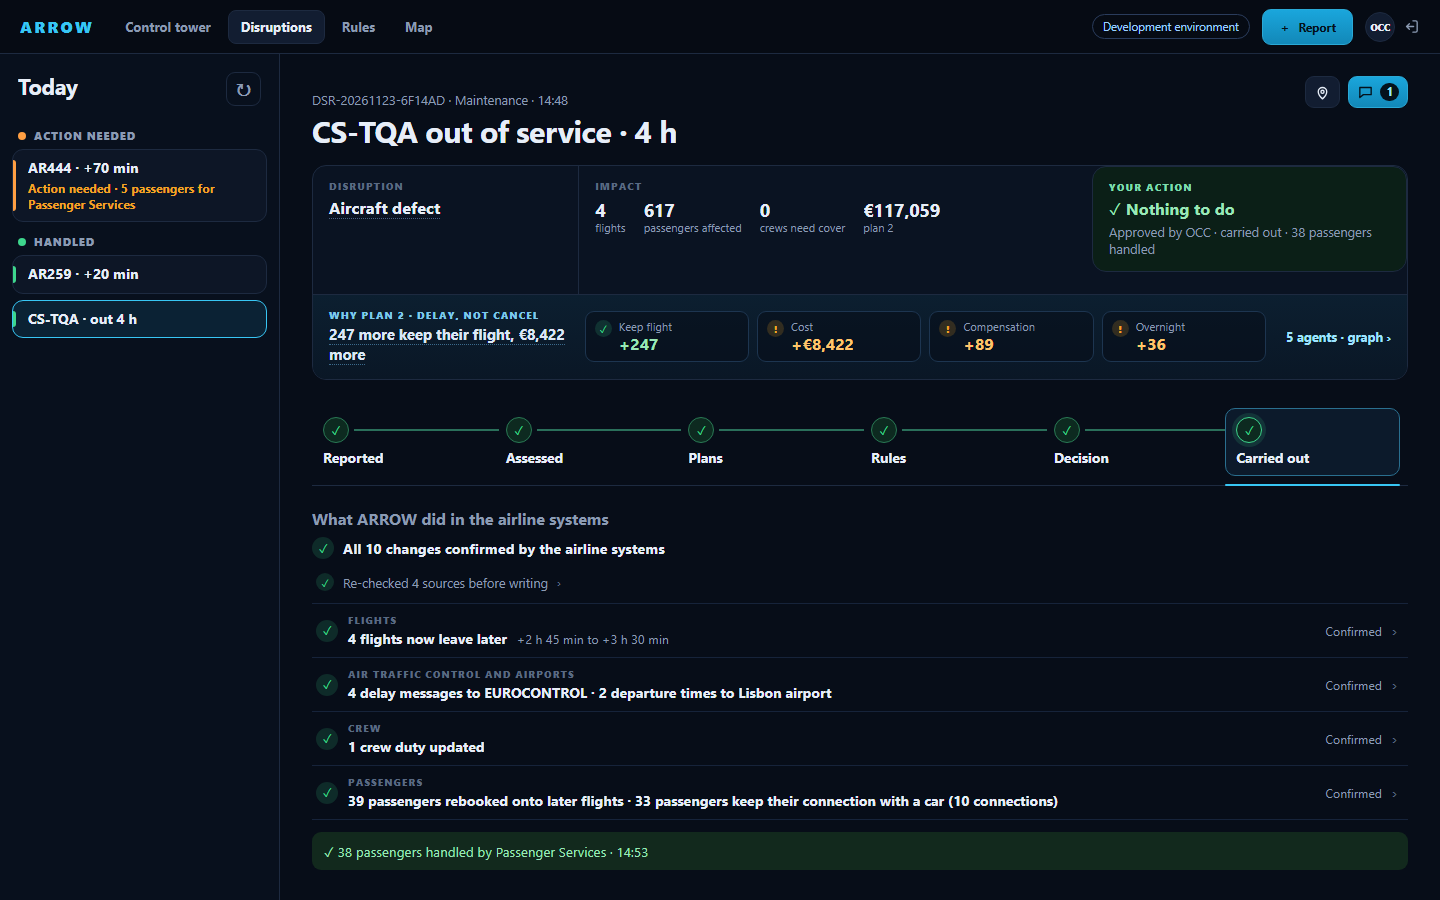 ARROW
Control tower
Disruptions
Rules
Map
Development environment
+ Report
OCC
Today
↻
ACTION NEEDED
AR444 · +70 min
Action needed · 5 passengers for
Passenger Services
HANDLED
AR259 · +20 min
CS-TQA · out 4 h
DSR-20261123-6F14AD · Maintenance · 14:48
1
CS-TQA out of service · 4 h
DISRUPTION
Aircraft defect
IMPACT
4
flights
617
passengers affected
0
crews need cover
€117,059
plan 2
YOUR ACTION
✓ Nothing to do
Approved by OCC · carried out · 38 passengers
handled
WHY PLAN 2 · DELAY, NOT CANCEL
247 more keep their flight, €8,422
more
✓ Keep flight
+247
! Cost
+€8,422
! Compensation
+89
! Overnight
+36
5 agents · graph ›
✓ Reported
✓ Assessed
✓ Plans
✓ Rules
✓ Decision
✓ Carried out
What ARROW did in the airline systems
✓ All 10 changes confirmed by the airline systems
✓ Re-checked 4 sources before writing ›
FLIGHTS
✓ 4 flights now leave later +2 h 45 min to +3 h 30 min
Confirmed ›
AIR TRAFFIC CONTROL AND AIRPORTS
✓ 4 delay messages to EUROCONTROL · 2 departure times to Lisbon airport
Confirmed ›
CREW
✓ 1 crew duty updated
Confirmed ›
PASSENGERS
✓ 39 passengers rebooked onto later flights · 33 passengers keep their connection with a car (10 connections)
Confirmed ›
✓ 38 passengers handled by Passenger Services · 14:53